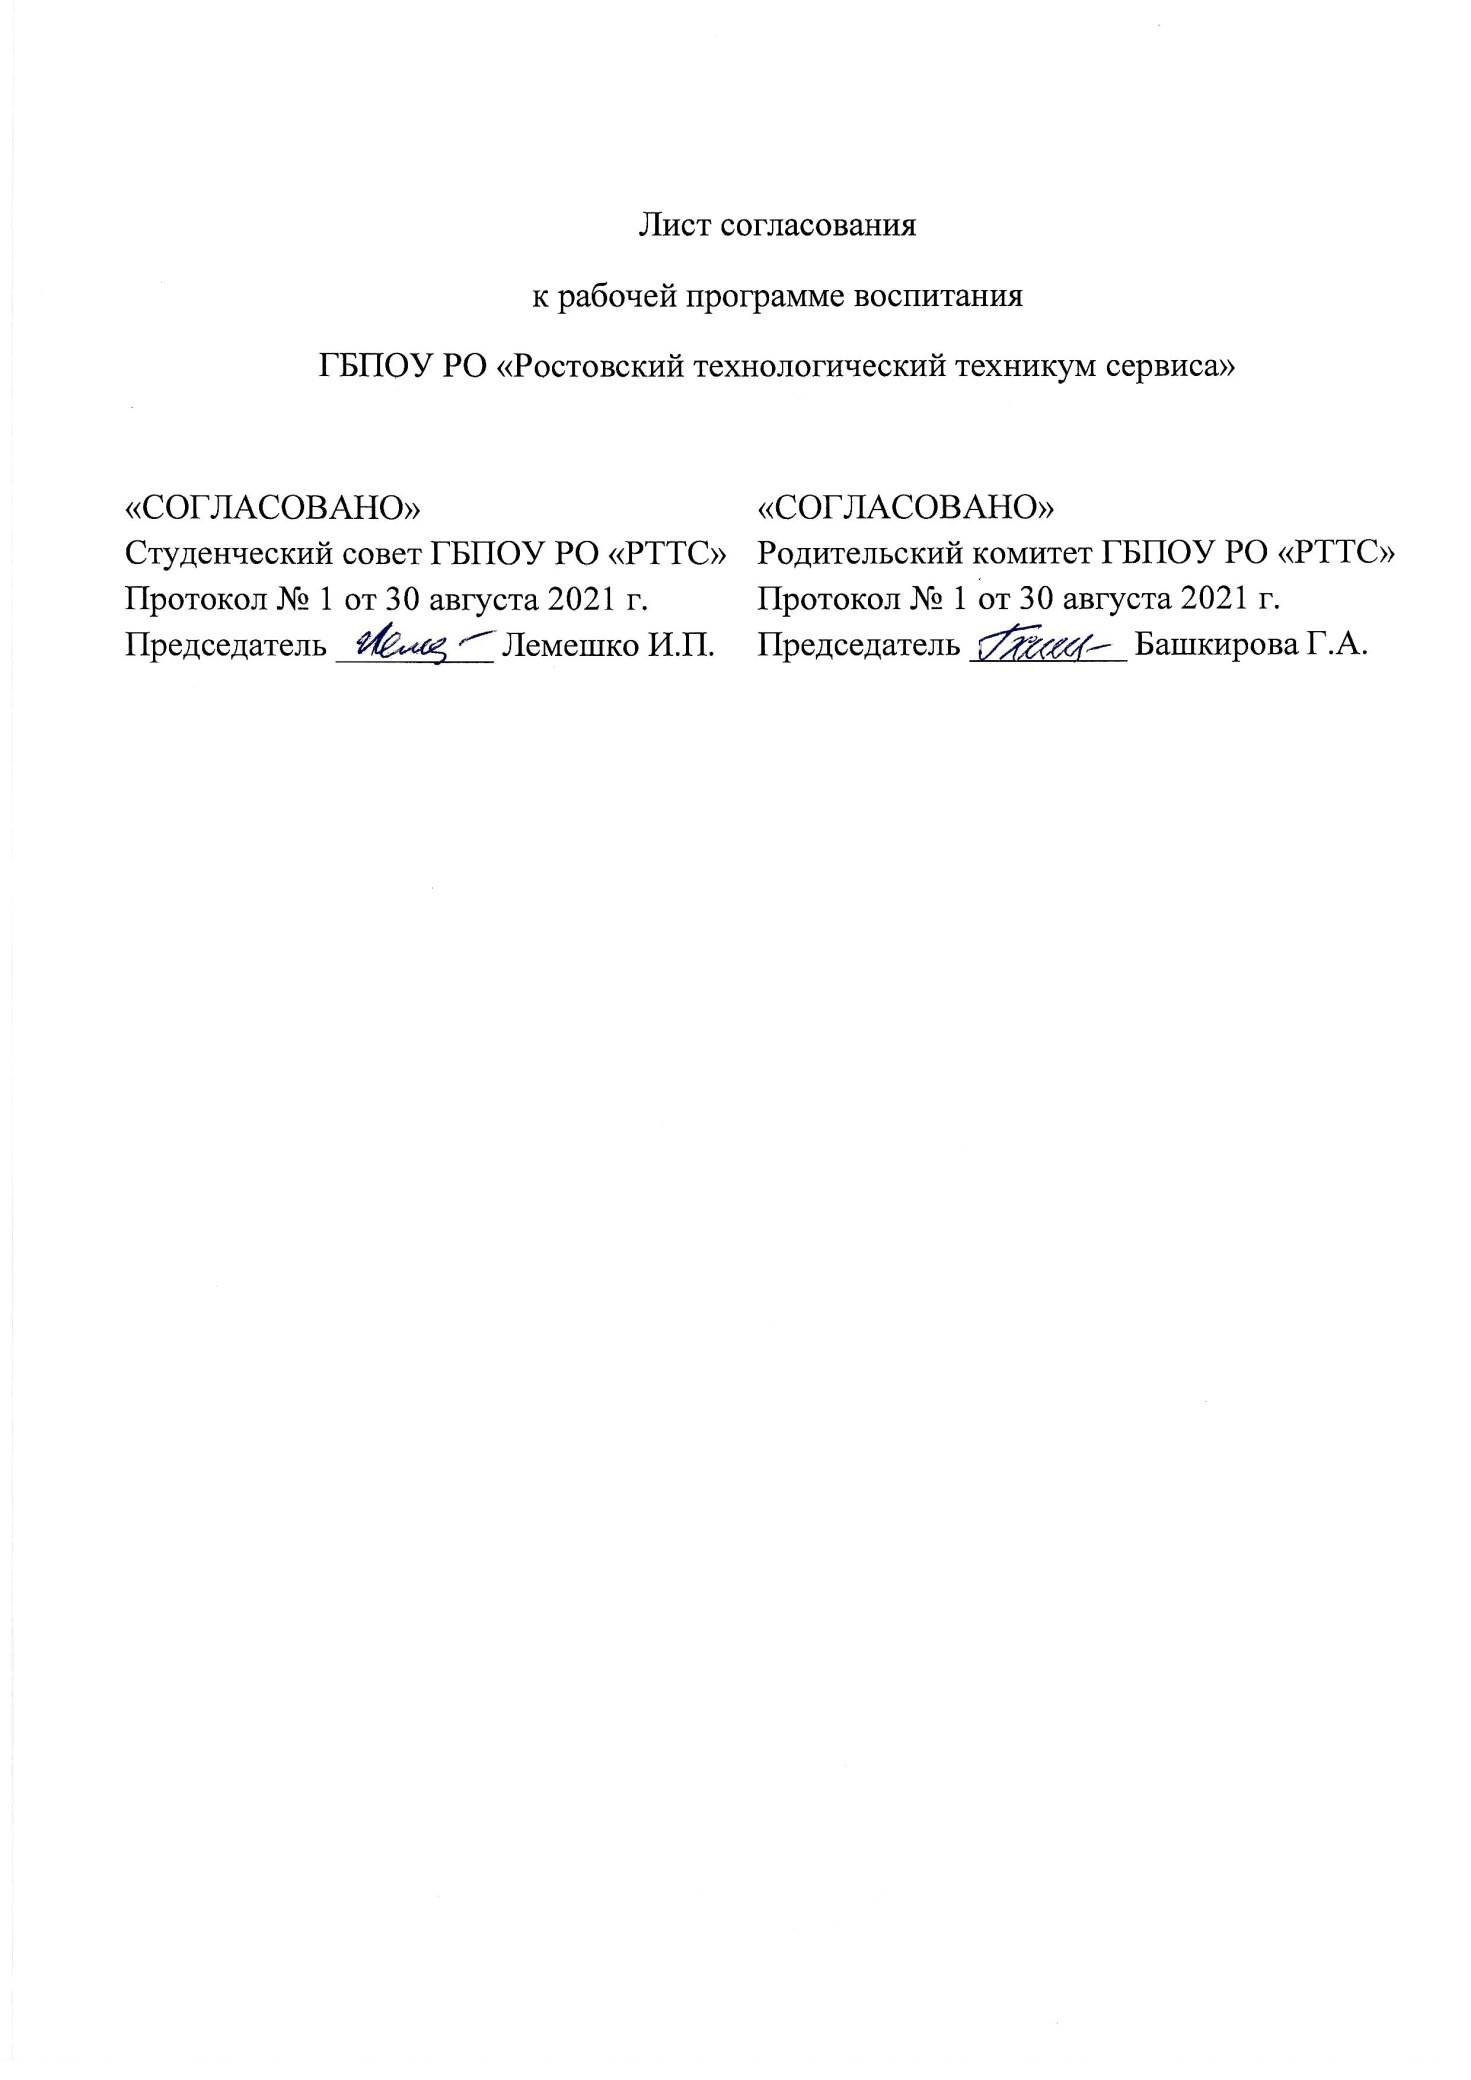 Лист согласования
к рабочей программе воспитания
ГБПОУ РО «Ростовский технологический техникум сервиса»
«СОГЛАСОВАНО»
Студенческий совет ГБПОУ РО «РТТС»
Протокол № 1 от 30 августа 2021 г.
Председатель _________ Лемешко И.П.
«СОГЛАСОВАНО»
Родительский комитет ГБПОУ РО «РТТС»
Протокол № 1 от 30 августа 2021 г.
Председатель _________ Башкирова Г.А.